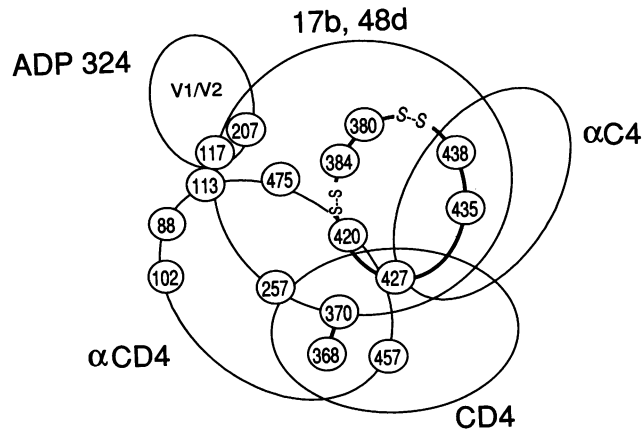 17b, 48d
ADP 324
V1/V2
207
117
113
475
380
S--S
384
438
αC4
S--S
435
88
420
102
257
427
370
368
457
αCD4
CD4